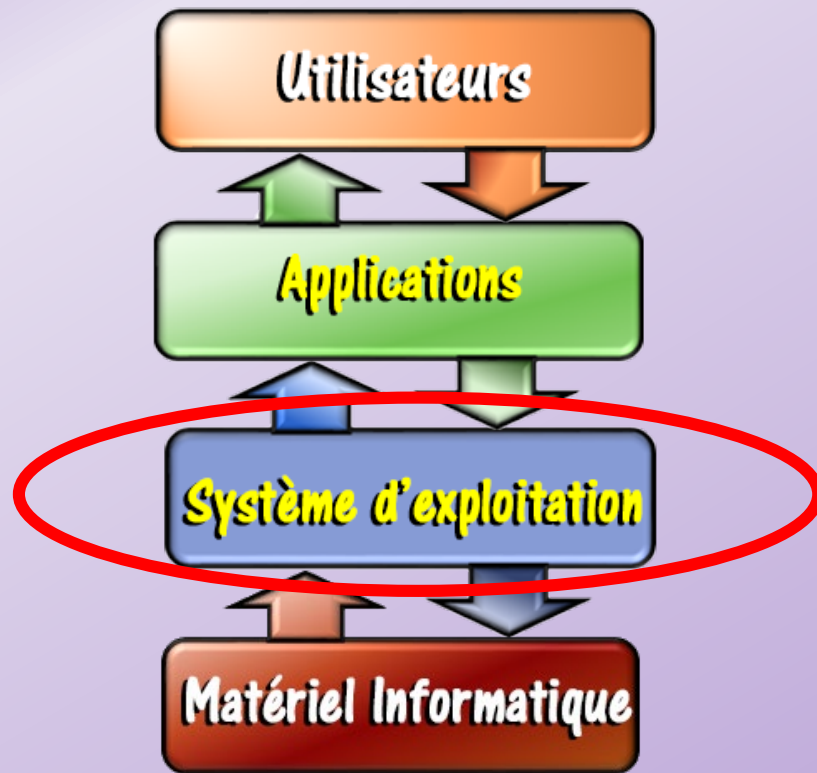 Utilisateurs
Applications
Système d'exploitation
Matériel Informatique